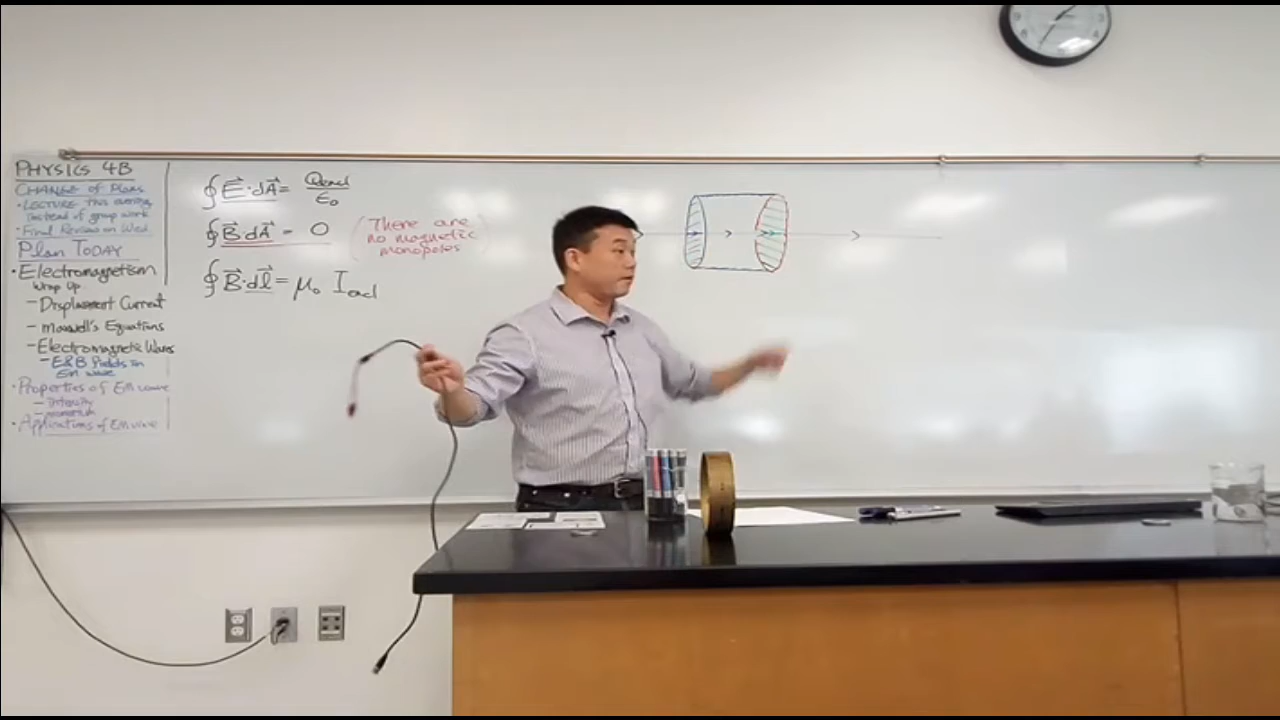 PHYSICS 4B
CHANGE of Plans
• LECTURE this evening
instead of group work
• Final Review on Wed.
Plan TODAY
• Electromagnetism
Wrap Up
- Displacement Current
- Maxwell's Equations
- Electromagnetic Waves
- E&B fields in
EM wave
• Properties of EM wave
- Intensity
- momentum
• Applications of EM wave
∮ E⃗·dA⃗ = Qencl/ε₀
∮ B⃗·dA⃗ = 0
(There are
no magnetic
monopoles
∮ B⃗·dl⃗ = μ₀ Iencl